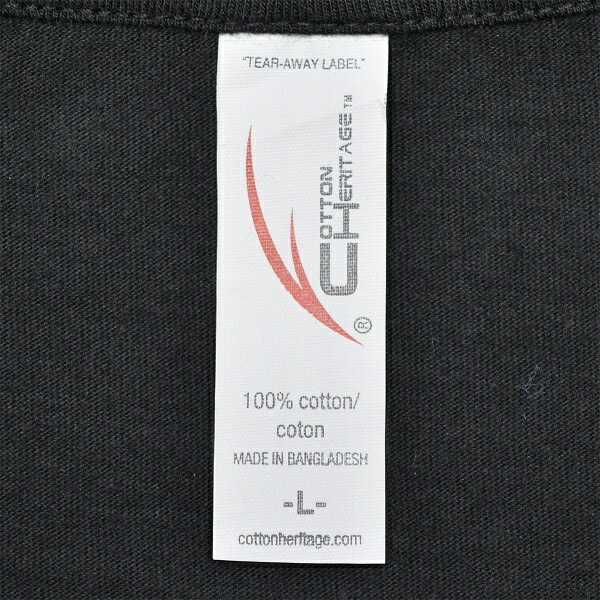 "TEAR-AWAY LABEL"
COTTON
HERITAGE™
®
100% cotton/
coton
MADE IN BANGLADESH
-L-
cottonheritage.com